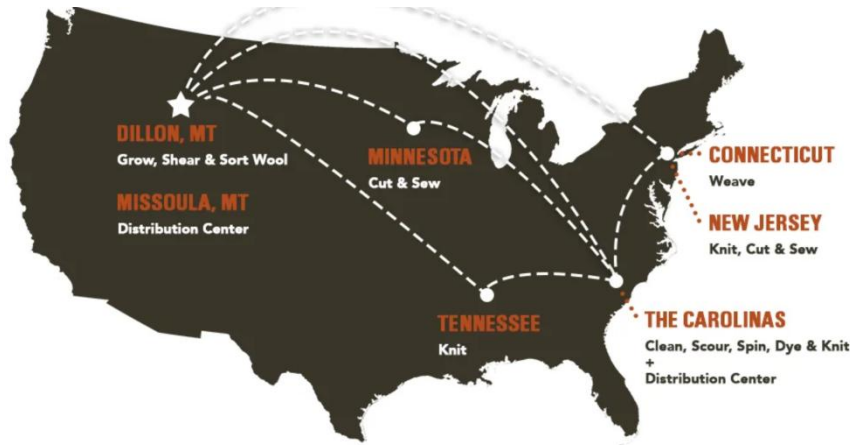 DILLON, MT
Grow, Shear & Sort Wool
MISSOULA, MT
Distribution Center
MINNESOTA
Cut & Sew
TENNESSEE
Knit
CONNECTICUT
Weave
NEW JERSEY
Knit, Cut & Sew
THE CAROLINAS
Clean, Scour, Spin, Dye & Knit
+
Distribution Center